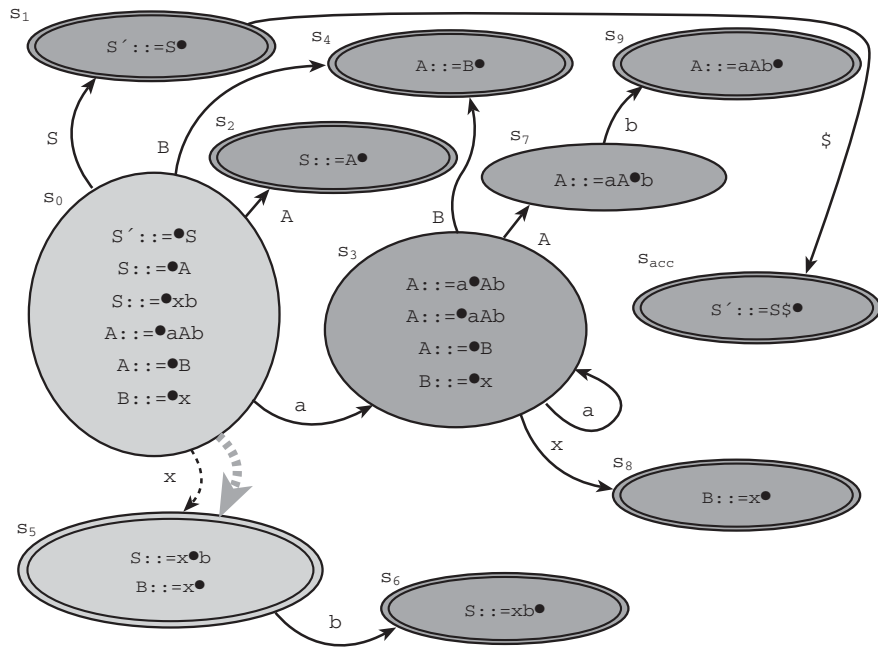 s1
S´::=S●
s4
A::=B●
s9
A::=aAb●
S
B
s2
S::=A●
A
s7
A::=aA●b
b
$
s0
S´::=●S
S::=●A
S::=●xb
A::=●aAb
A::=●B
B::=●x
s3
A::=a●Ab
A::=●aAb
A::=●B
B::=●x
B
A
sacc
S´::=S$●
a
a
x
x
s8
B::=x●
s5
S::=x●b
B::=x●
b
s6
S::=xb●